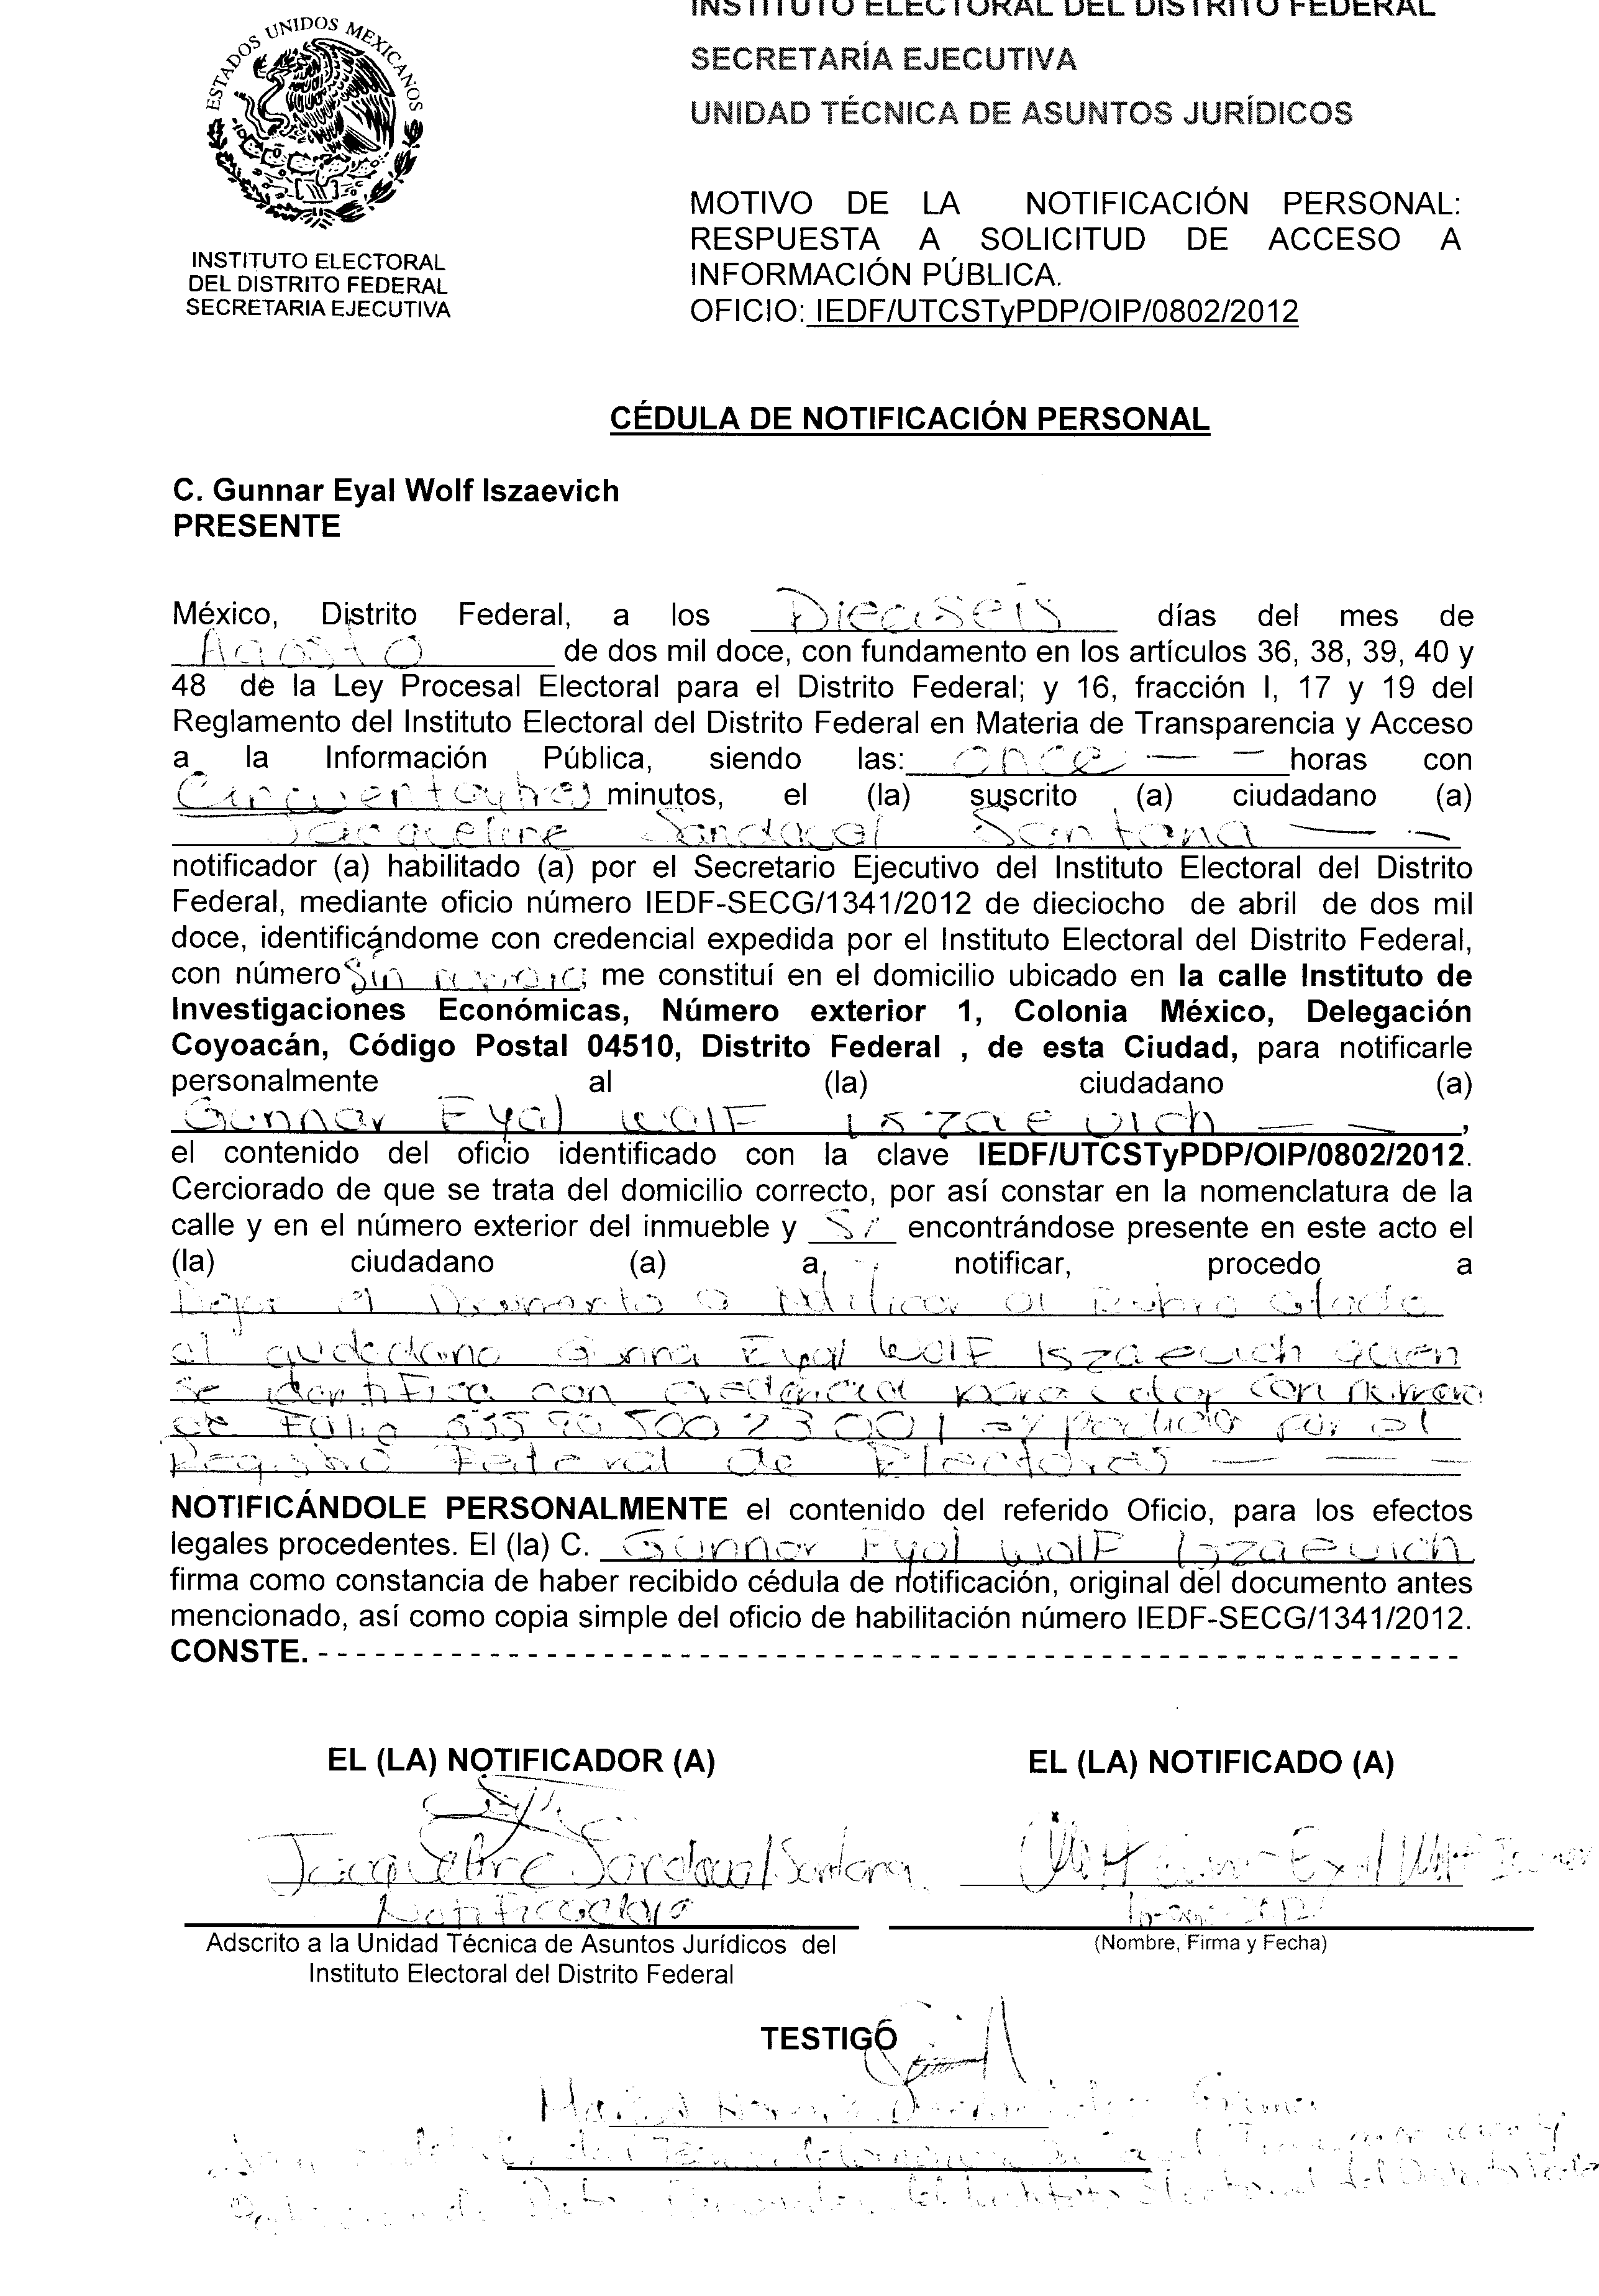 INSTITUTO ELECTORAL DEL DISTRITO FEDERAL
SECRETARÍA EJECUTIVA
UNIDAD TÉCNICA DE ASUNTOS JURÍDICOS
ESTADOS UNIDOS MEXICANOS
INSTITUTO ELECTORAL
DEL DISTRITO FEDERAL
SECRETARIA EJECUTIVA
MOTIVO DE LA NOTIFICACIÓN PERSONAL:
RESPUESTA A SOLICITUD DE ACCESO A
INFORMACIÓN PÚBLICA.
OFICIO: IEDF/UTCSTyPDP/OIP/0802/2012
CÉDULA DE NOTIFICACIÓN PERSONAL
C. Gunnar Eyal Wolf Iszaevich
PRESENTE
México, Distrito Federal, a los Dieciseis días del mes de
Agosto de dos mil doce, con fundamento en los artículos 36, 38, 39, 40 y
48 de la Ley Procesal Electoral para el Distrito Federal; y 16, fracción I, 17 y 19 del
Reglamento del Instituto Electoral del Distrito Federal en Materia de Transparencia y Acceso
a la Información Pública, siendo las: once — — horas con
Cincuentaytres minutos, el (la) suscrito (a) ciudadano (a)
Jacqueline Sandoval Santana — –
notificador (a) habilitado (a) por el Secretario Ejecutivo del Instituto Electoral del Distrito
Federal, mediante oficio número IEDF-SECG/1341/2012 de dieciocho de abril de dos mil
doce, identificándome con credencial expedida por el Instituto Electoral del Distrito Federal,
con número Sin me constituí en el domicilio ubicado en la calle Instituto de
Investigaciones Económicas, Número exterior 1, Colonia México, Delegación
Coyoacán, Código Postal 04510, Distrito Federal , de esta Ciudad, para notificarle
personalmente al (la) ciudadano (a)
Gunnar Eyal Wolf Iszaevich — –,
el contenido del oficio identificado con la clave IEDF/UTCSTyPDP/OIP/0802/2012.
Cerciorado de que se trata del domicilio correcto, por así constar en la nomenclatura de la
calle y en el número exterior del inmueble y Si encontrándose presente en este acto el
(la) ciudadano (a) a notificar, procedo a
Dejar el Documento a Notificar al Rubro Citado
al ciudadano Gunna Eyal Wolf Iszaevich quien
se identifica con credencial para votar con numero
de Folio expedida por el
Registro Federal de Electores — — –
NOTIFICÁNDOLE PERSONALMENTE el contenido del referido Oficio, para los efectos
legales procedentes. El (la) C. Gunnar Eyal Wolf Iszaevich
firma como constancia de haber recibido cédula de notificación, original del documento antes
mencionado, así como copia simple del oficio de habilitación número IEDF-SECG/1341/2012.
CONSTE. - - - - - - - - - - - - - - - - - - - - - - - - - - - - - - - - - - - - - - - - - - - - - - - - - - - - - - - - - - -
EL (LA) NOTIFICADOR (A)
Jacqueline Sandoval Santana
Notificadora
Adscrito a la Unidad Técnica de Asuntos Jurídicos del
Instituto Electoral del Distrito Federal
EL (LA) NOTIFICADO (A)
Eyal Wolf
(Nombre, Firma y Fecha)
TESTIGO
del Instituto Electoral del Distrito Federal